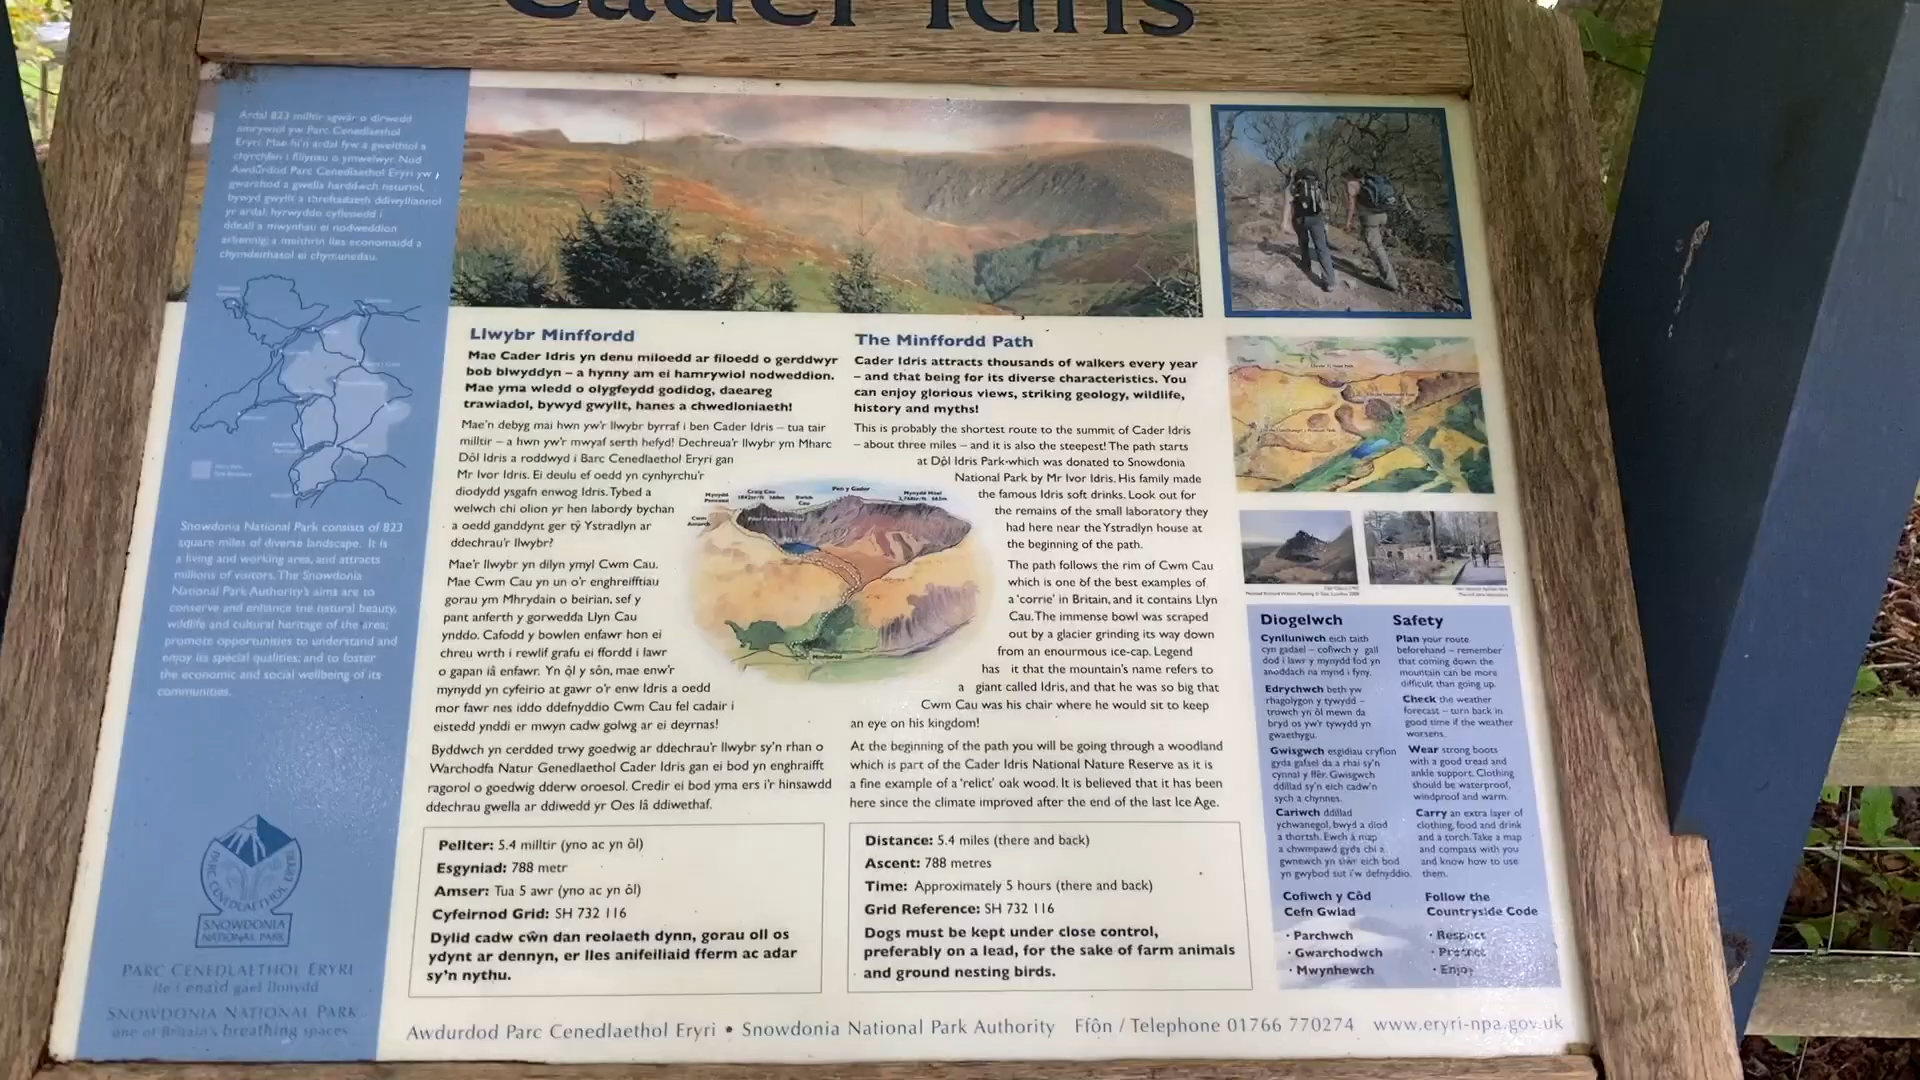 Cader Idris
Ardal 823 milltir sgwâr o dirwedd
amrywiol yw Parc Cenedlaethol
Eryri. Mae hi'n ardal fyw a gweithiol a
chyrchfan i filiynau o ymwelwyr. Nod
Awdurdod Parc Cenedlaethol Eryri yw
gwarchod a gwella harddwch naturiol,
bywyd gwyllt a threftadaeth ddiwylliannol
yr ardal; hyrwyddo cyfleoedd i
ddeall a mwynhau ei nodweddion
arbennig; a meithrin lles economaidd a
chymdeithasol ei chymunedau.
Snowdonia National Park consists of 823
square miles of diverse landscape. It is
a living and working area, and attracts
millions of visitors. The Snowdonia
National Park Authority's aims are to
conserve and enhance the natural beauty,
wildlife and cultural heritage of the area;
promote opportunities to understand and
enjoy its special qualities; and to foster
the economic and social wellbeing of its
communities.
PARC CENEDLAETHOL ERYRI
SNOWDONIA
NATIONAL PARK
PARC CENEDLAETHOL ERYRI
lle i enaid gael llonydd
SNOWDONIA NATIONAL PARK
one of Britain's breathing spaces
Llwybr Minffordd
Mae Cader Idris yn denu miloedd ar filoedd o gerddwyr
bob blwyddyn – a hynny am ei hamrywiol nodweddion.
Mae yma wledd o olygfeydd godidog, daeareg
trawiadol, bywyd gwyllt, hanes a chwedloniaeth!
Mae'n debyg mai hwn yw'r llwybr byrraf i ben Cader Idris – tua tair
milltir – a hwn yw'r mwyaf serth hefyd! Dechreua'r llwybr ym Mharc
Dôl Idris a roddwyd i Barc Cenedlaethol Eryri gan
Mr Ivor Idris. Ei deulu ef oedd yn cynhyrchu'r
diodydd ysgafn enwog Idris. Tybed a
welwch chi olion yr hen labordy bychan
a oedd ganddynt ger tŷ Ystradlyn ar
ddechrau'r llwybr?
Mae'r llwybr yn dilyn ymyl Cwm Cau.
Mae Cwm Cau yn un o'r enghreifftiau
gorau ym Mhrydain o beirian, sef y
pant anferth y gorwedda Llyn Cau
ynddo. Cafodd y bowlen enfawr hon ei
chreu wrth i rewlif grafu ei ffordd i lawr
o gapan iâ enfawr. Yn ôl y sôn, mae enw'r
mynydd yn cyfeirio at gawr o'r enw Idris a oedd
mor fawr nes iddo ddefnyddio Cwm Cau fel cadair i
eistedd ynddi er mwyn cadw golwg ar ei deyrnas!
Byddwch yn cerdded trwy goedwig ar ddechrau'r llwybr sy'n rhan o
Warchodfa Natur Genedlaethol Cader Idris gan ei bod yn enghraifft
ragorol o goedwig dderw oroesol. Credir ei bod yma ers i'r hinsawdd
ddechrau gwella ar ddiwedd yr Oes Iâ ddiwethaf.
Pellter: 5.4 milltir (yno ac yn ôl)
Esgyniad: 788 metr
Amser: Tua 5 awr (yno ac yn ôl)
Cyfeirnod Grid: SH 732 116
Dylid cadw cŵn dan reolaeth dynn, gorau oll os
ydynt ar dennyn, er lles anifeiliaid fferm ac adar
sy'n nythu.
The Minffordd Path
Cader Idris attracts thousands of walkers every year
– and that being for its diverse characteristics. You
can enjoy glorious views, striking geology, wildlife,
history and myths!
This is probably the shortest route to the summit of Cader Idris
– about three miles – and it is also the steepest! The path starts
at Dôl Idris Park-which was donated to Snowdonia
National Park by Mr Ivor Idris. His family made
the famous Idris soft drinks. Look out for
the remains of the small laboratory they
had here near the Ystradlyn house at
the beginning of the path.
The path follows the rim of Cwm Cau
which is one of the best examples of
a 'corrie' in Britain, and it contains Llyn
Cau. The immense bowl was scraped
out by a glacier grinding its way down
from an enourmous ice-cap. Legend
has it that the mountain's name refers to
a giant called Idris, and that he was so big that
Cwm Cau was his chair where he would sit to keep
an eye on his kingdom!
At the beginning of the path you will be going through a woodland
which is part of the Cader Idris National Nature Reserve as it is
a fine example of a 'relict' oak wood. It is believed that it has been
here since the climate improved after the end of the last Ice Age.
Distance: 5.4 miles (there and back)
Ascent: 788 metres
Time: Approximately 5 hours (there and back)
Grid Reference: SH 732 116
Dogs must be kept under close control,
preferably on a lead, for the sake of farm animals
and ground nesting birds.
Mynydd
Pencoed
Craig Cau
Bwlch
Cau
Pen y Gader
Mynydd Moel
Cwm
Amarch
Minffordd
Diogelwch
Cynlluniwch eich taith
cyn gadael – cofiwch y gall
dod i lawr y mynydd fod yn
anoddach na mynd i fyny.
Edrychwch beth yw
rhagolygon y tywydd –
trowch yn ôl mewn da
bryd os yw'r tywydd yn
gwaethygu.
Gwisgwch esgidiau cryfion
gyda gafael da a rhai sy'n
cynnal y ffêr. Gwisgwch
ddillad sy'n eich cadw'n
sych a chynnes.
Cariwch ddillad
ychwanegol, bwyd a diod
a thortsh. Ewch â map
a chwmpawd gyda chi a
gwnewch yn siŵr eich bod
yn gwybod sut i'w defnyddio.
Cofiwch y Côd
Cefn Gwlad
• Parchwch
• Gwarchodwch
• Mwynhewch
Safety
Plan your route
beforehand – remember
that coming down the
mountain can be more
difficult than going up.
Check the weather
forecast – turn back in
good time if the weather
worsens.
Wear strong boots
with a good tread and
ankle support. Clothing
should be waterproof,
windproof and warm.
Carry an extra layer of
clothing, food and drink
and a torch. Take a map
and compass with you
and know how to use
them.
Follow the
Countryside Code
• Respect
• Protect
• Enjoy
Awdurdod Parc Cenedlaethol Eryri • Snowdonia National Park Authority Ffôn / Telephone 01766 770274 www.eryri-npa.gov.uk